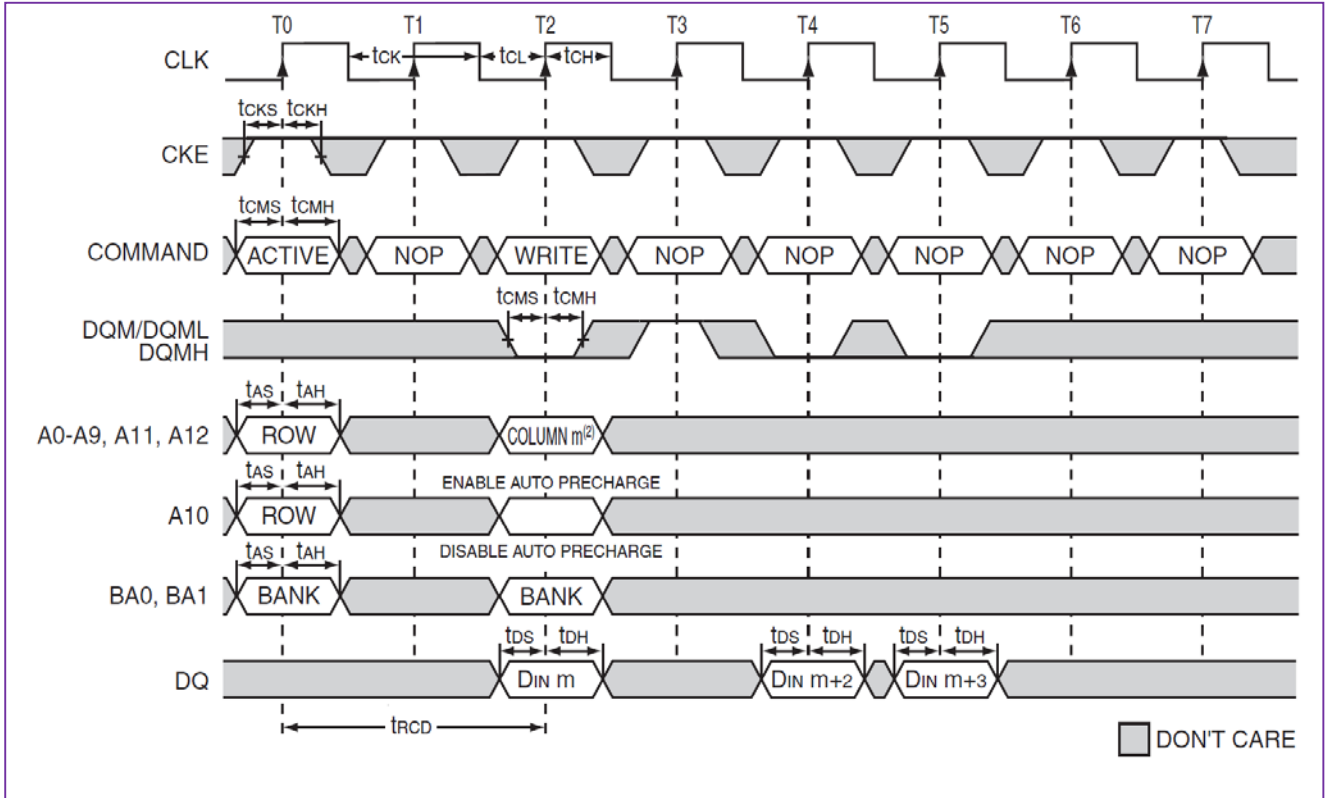 T0 T1 T2 T3 T4 T5 T6 T7
CLK tCK tCL tCH
tCKS tCKH
CKE
tCMS tCMH
COMMAND ACTIVE NOP WRITE NOP NOP NOP NOP NOP
tCMS tCMH
DQM/DQML
DQMH
tAS tAH
A0-A9, A11, A12 ROW COLUMN m(2)
tAS tAH ENABLE AUTO PRECHARGE
A10 ROW
tAS tAH DISABLE AUTO PRECHARGE
BA0, BA1 BANK BANK
tDS tDH tDS tDH tDS tDH
DQ DIN m DIN m+2 DIN m+3
tRCD
DON'T CARE